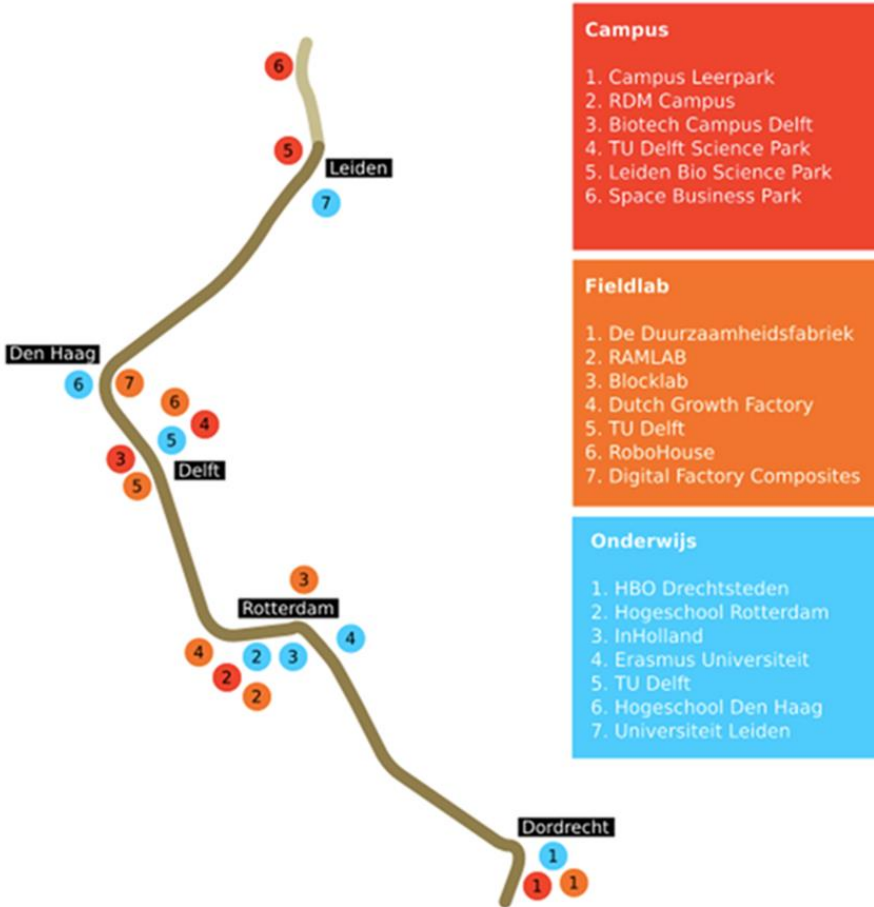 Campus
1. Campus Leerpark
2. RDM Campus
3. Biotech Campus Delft
4. TU Delft Science Park
5. Leiden Bio Science Park
6. Space Business Park
Fieldlab
1. De Duurzaamheidsfabriek
2. RAMLAB
3. Blocklab
4. Dutch Growth Factory
5. TU Delft
6. RoboHouse
7. Digital Factory Composites
Onderwijs
1. HBO Drechtsteden
2. Hogeschool Rotterdam
3. InHolland
4. Erasmus Universiteit
5. TU Delft
6. Hogeschool Den Haag
7. Universiteit Leiden
6
5
Leiden
7
Den Haag
6
7
6
4
5
3
Delft
5
3
Rotterdam
4
4
2
3
2
2
Dordrecht
1
1
1